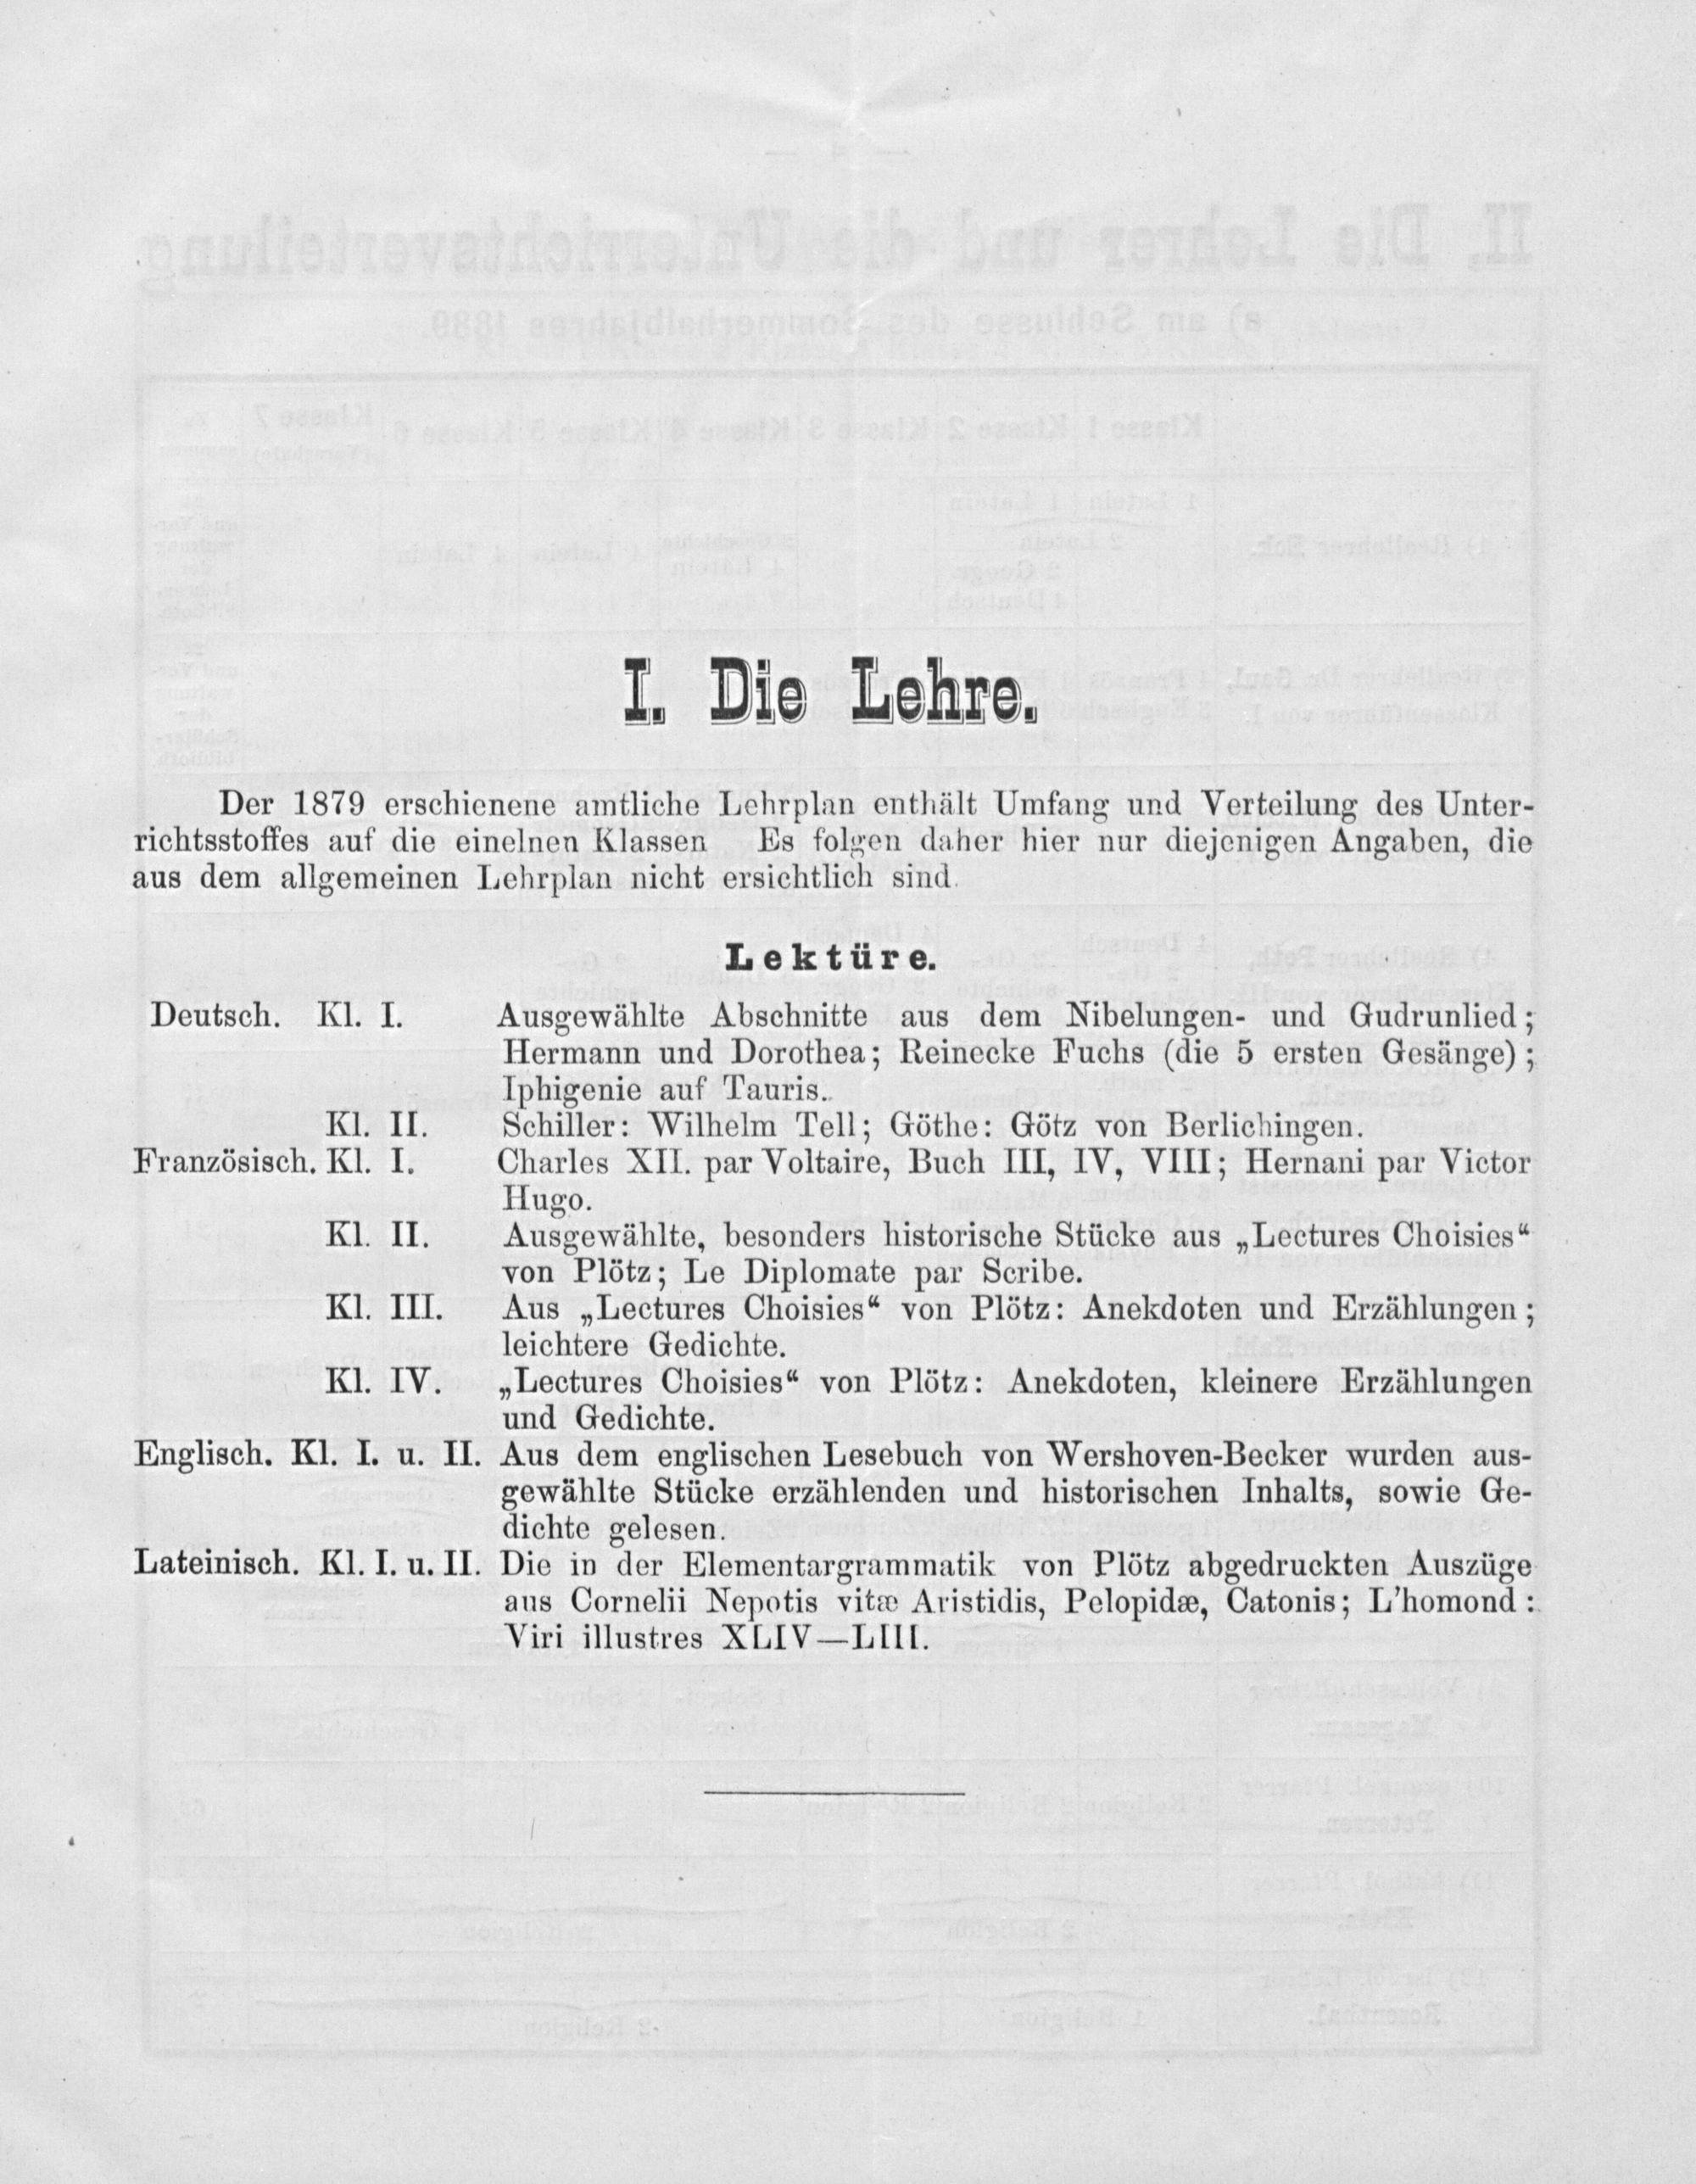 I. Die Lehre.
Der 1879 erschienene amtliche Lehrplan enthält Umfang und Verteilung des Unter-
richtsstoffes auf die einelnen Klassen Es folgen daher hier nur diejenigen Angaben, die
aus dem allgemeinen Lehrplan nicht ersichtlich sind.
Lektüre.
Deutsch. Kl. I. Ausgewählte Abschnitte aus dem Nibelungen- und Gudrunlied;
Hermann und Dorothea; Reinecke Fuchs (die 5 ersten Gesänge);
Iphigenie auf Tauris.
Kl. II. Schiller: Wilhelm Tell; Göthe: Götz von Berlichingen.
Französisch. Kl. I. Charles XII. par Voltaire, Buch III, IV, VIII; Hernani par Victor
Hugo.
Kl. II. Ausgewählte, besonders historische Stücke aus „Lectures Choisies“
von Plötz; Le Diplomate par Scribe.
Kl. III. Aus „Lectures Choisies“ von Plötz: Anekdoten und Erzählungen;
leichtere Gedichte.
Kl. IV. „Lectures Choisies“ von Plötz: Anekdoten, kleinere Erzählungen
und Gedichte.
Englisch. Kl. I. u. II. Aus dem englischen Lesebuch von Wershoven-Becker wurden aus-
gewählte Stücke erzählenden und historischen Inhalts, sowie Ge-
dichte gelesen.
Lateinisch. Kl. I. u. II. Die in der Elementargrammatik von Plötz abgedruckten Auszüge
aus Cornelii Nepotis vitæ Aristidis, Pelopidæ, Catonis; L'homond:
Viri illustres XLIV—LIII.